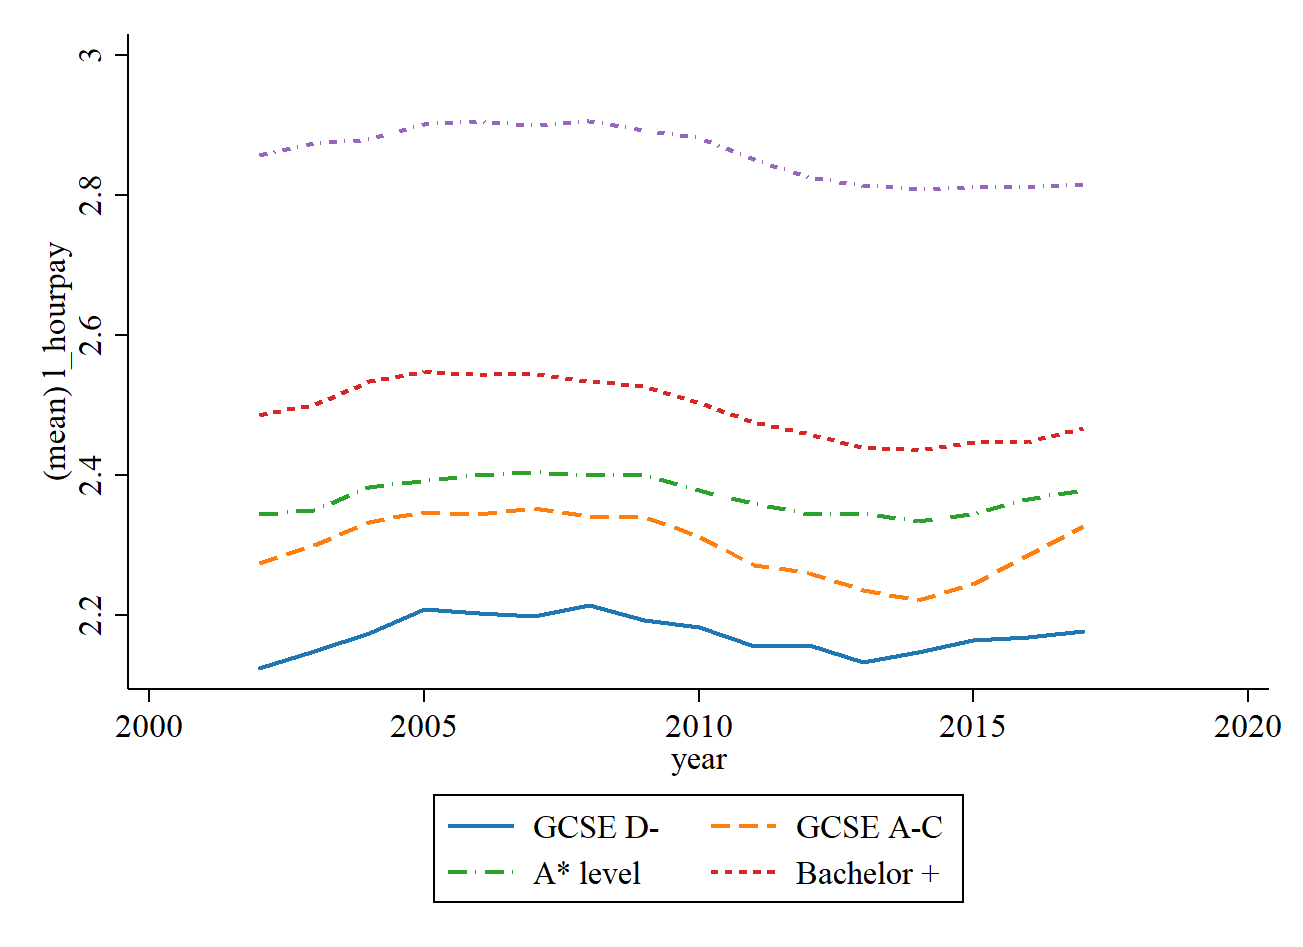 (mean) l_hourpay
3
2.8
2.6
2.4
2.2
2000 2005 2010 2015 2020
year
GCSE D- GCSE A-C
A* level Bachelor +